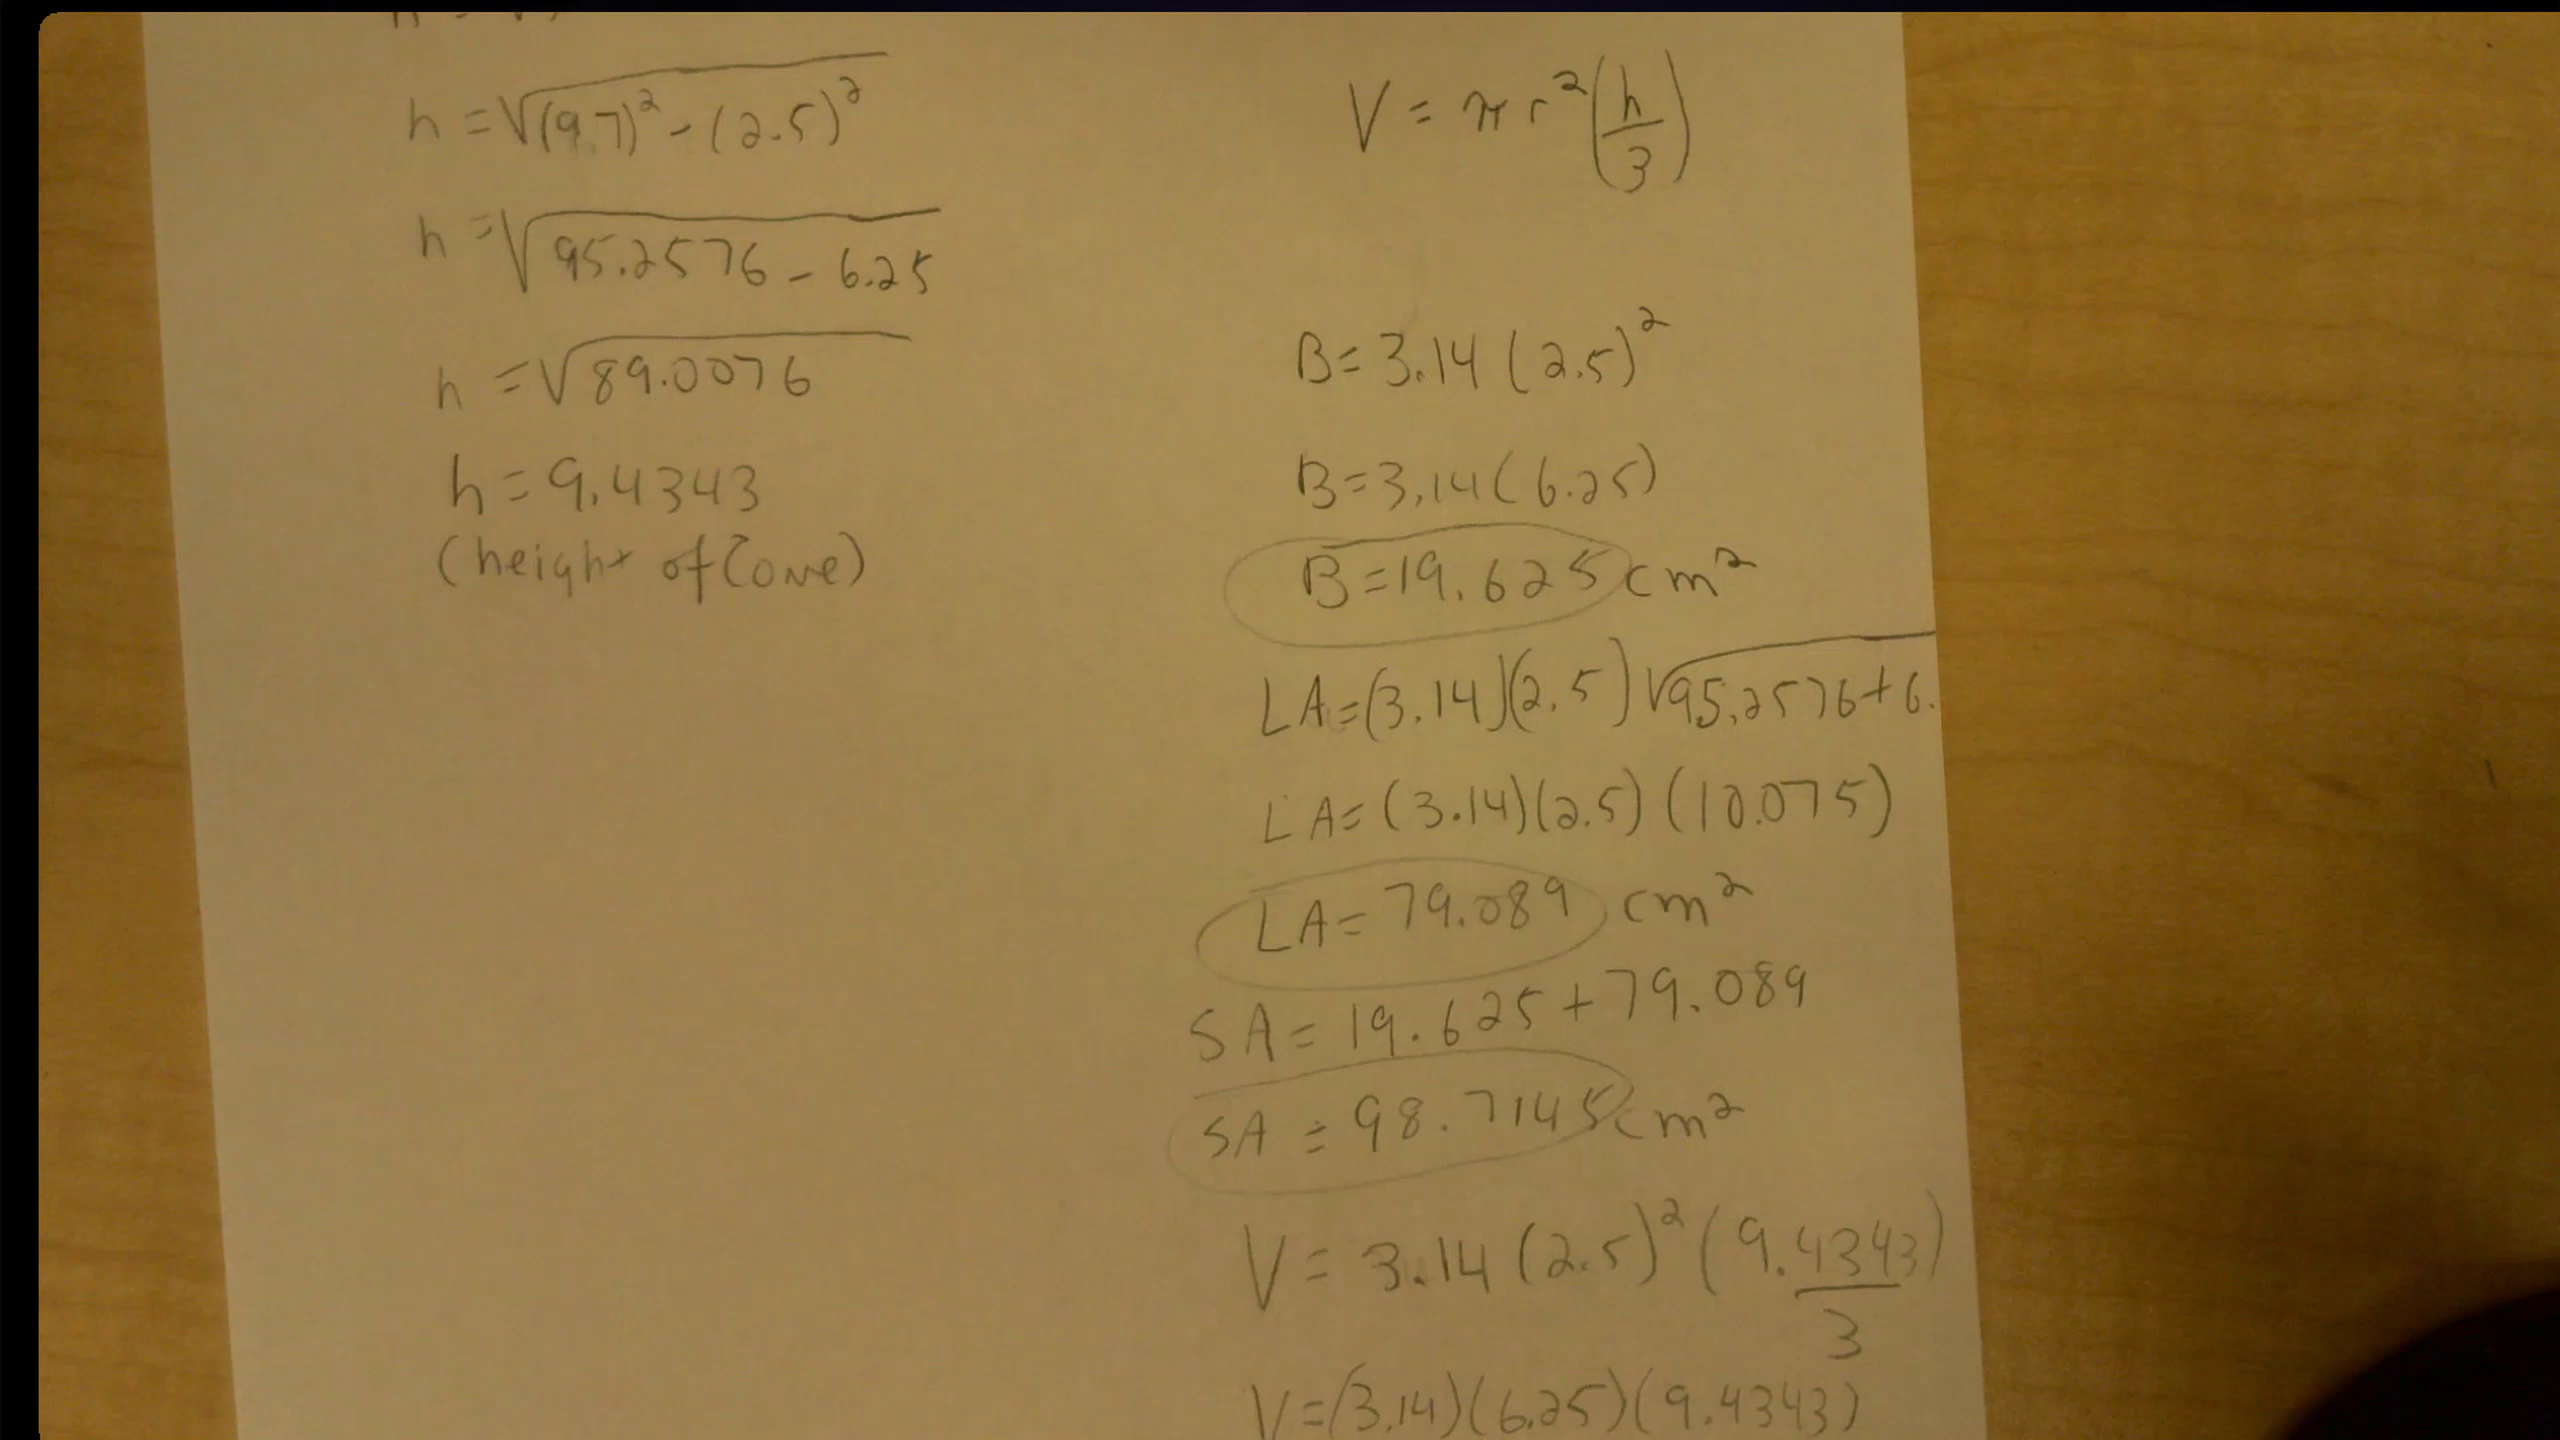 h = √(9.7)² - (2.5)²
h = √95.2576 - 6.25
h = √89.0076
h = 9.4343
(height of Cone)
V = πr²(h/3)
B = 3.14 (2.5)²
B = 3.14 (6.25)
B = 19.625 cm²
LA = (3.14)(2.5) √95.2576 + 6.
LA = (3.14)(2.5) (10.075)
LA = 79.089 cm²
SA = 19.625 + 79.089
SA = 98.7145 cm²
V = 3.14 (2.5)² (9.4343/3)
V = (3.14)(6.25)(9.4343)